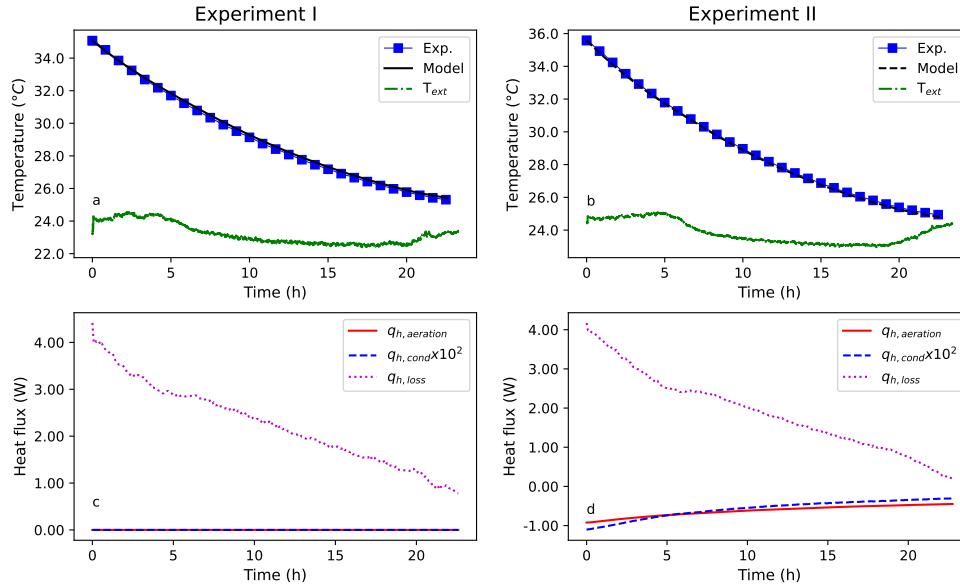 Experiment I
Temperature (°C)
34.0
32.0
30.0
28.0
26.0
24.0
22.0
Exp.
Model
T_ext
a
0 5 10 15 20
Time (h)
Experiment II
Temperature (°C)
36.0
34.0
32.0
30.0
28.0
26.0
24.0
Exp.
Model
T_ext
b
0 5 10 15 20
Time (h)
Heat flux (W)
4.00
3.00
2.00
1.00
0.00
q_h,aeration
q_h,cond x10²
q_h,loss
c
0 5 10 15 20
Time (h)
Heat flux (W)
4.00
3.00
2.00
1.00
0.00
-1.00
q_h,aeration
q_h,cond x10²
q_h,loss
d
0 5 10 15 20
Time (h)